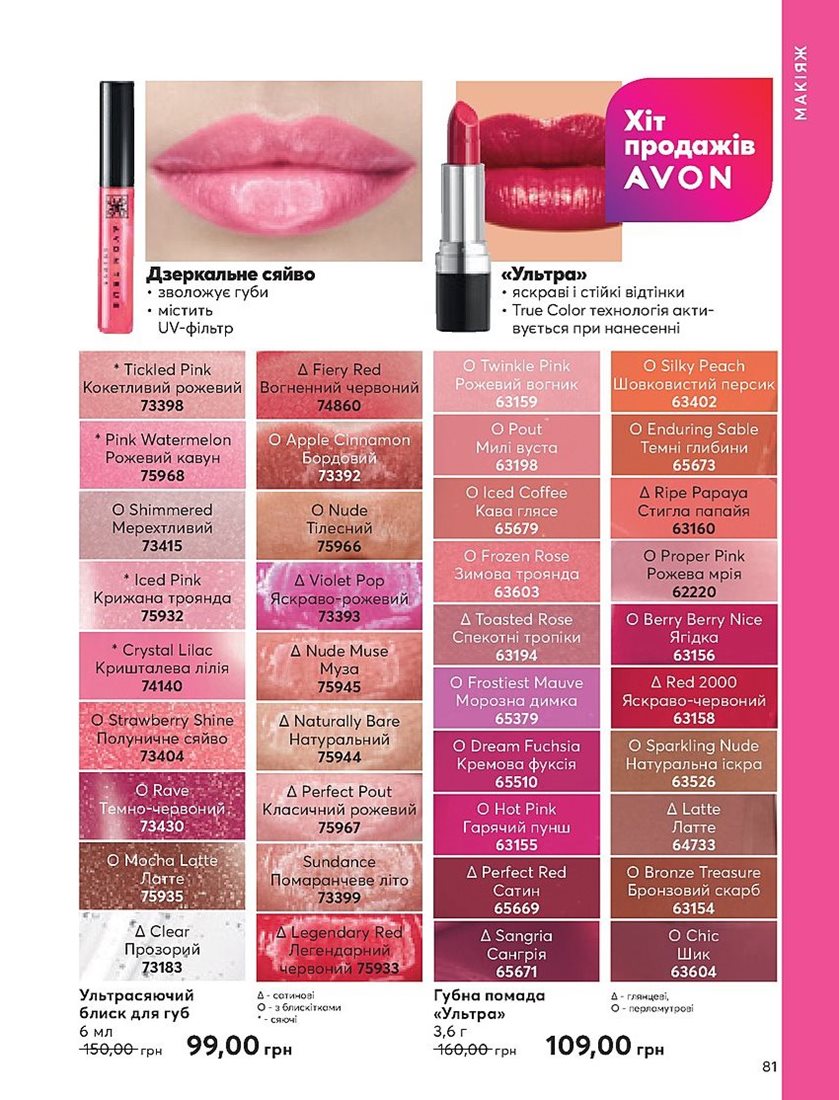 МАКІЯЖ
Хіт
продажів
AVON
Дзеркальне сяйво
• зволожує губи
• містить
UV-фільтр
«Ультра»
• яскраві і стійкі відтінки
• True Color технологія акти-
вується при нанесенні
* Tickled Pink
Кокетливий рожевий
73398
* Pink Watermelon
Рожевий кавун
75968
O Shimmered
Мерехтливий
73415
* Iced Pink
Крижана троянда
75932
* Crystal Lilac
Кришталева лілія
74140
O Strawberry Shine
Полуничне сяйво
73404
O Rave
Темно-червоний
73430
O Mocha Latte
Латте
75935
Δ Clear
Прозорий
73183
Δ Fiery Red
Вогненний червоний
74860
O Apple Cinnamon
Бордовий
73392
O Nude
Тілесний
75966
Δ Violet Pop
Яскраво-рожевий
73393
Δ Nude Muse
Муза
75945
Δ Naturally Bare
Натуральний
75944
Δ Perfect Pout
Класичний рожевий
75967
Sundance
Помаранчеве літо
73399
Δ Legendary Red
Легендарний
червоний 75933
O Twinkle Pink
Рожевий вогник
63159
O Pout
Милі вуста
63198
O Iced Coffee
Кава глясе
65679
O Frozen Rose
Зимова троянда
63603
Δ Toasted Rose
Спекотні тропіки
63194
O Frostiest Mauve
Морозна димка
65379
O Dream Fuchsia
Кремова фуксія
65510
O Hot Pink
Гарячий пунш
63155
Δ Perfect Red
Сатин
65669
Δ Sangria
Сангрія
65671
O Silky Peach
Шовковистий персик
63402
O Enduring Sable
Темні глибини
65673
Δ Ripe Papaya
Стигла папайя
63160
O Proper Pink
Рожева мрія
62220
O Berry Berry Nice
Ягідка
63156
Δ Red 2000
Яскраво-червоний
63158
O Sparkling Nude
Натуральна іскра
63526
Δ Latte
Латте
64733
O Bronze Treasure
Бронзовий скарб
63154
O Chic
Шик
63604
Ультрасяючий
блиск для губ
6 мл
150,00 грн 99,00 грн
Δ - сатинові
O - з блискітками
* - сяючі
Губна помада
«Ультра»
3,6 г
160,00 грн 109,00 грн
Δ - глянцеві,
O - перламутрові
81